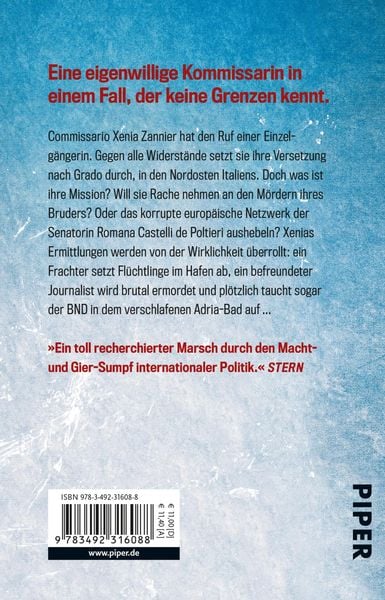 Eine eigenwillige Kommissarin in
einem Fall, der keine Grenzen kennt.
Commissario Xenia Zannier hat den Ruf einer Einzel-
gängerin. Gegen alle Widerstände setzt sie ihre Versetzung
nach Grado durch, in den Nordosten Italiens. Doch was ist
ihre Mission? Will sie Rache nehmen an den Mördern ihres
Bruders? Oder das korrupte europäische Netzwerk der
Senatorin Romana Castelli de Poltieri ausheben? Xenias
Ermittlungen werden von der Wirklichkeit überrollt: ein
Frachter setzt Flüchtlinge im Hafen ab, ein befreundeter
Journalist wird brutal ermordet und plötzlich taucht sogar
der BND in dem verschlafenen Adria-Bad auf ...
»Ein toll recherchierter Marsch durch den Macht-
und Gier-Sumpf internationaler Politik.« STERN
ISBN 978-3-492-31608-8
€ 11,00 [D]
€ 11,40 [A]
9 783492 316088
www.piper.de
PIPER